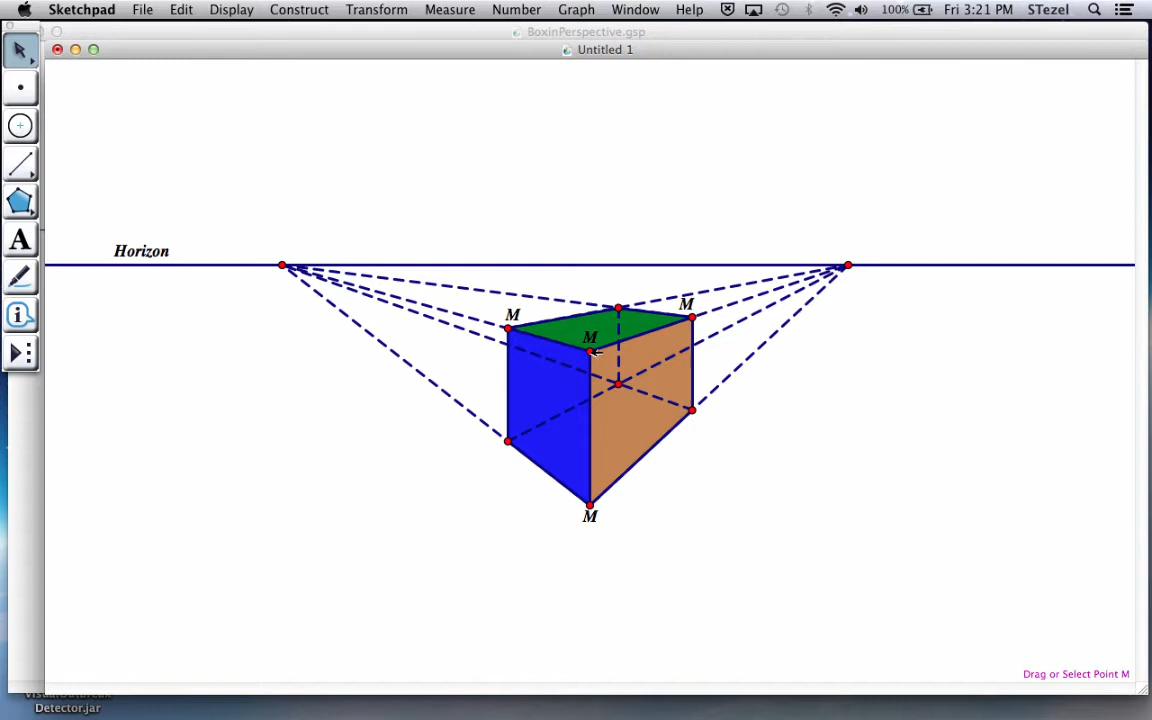 Sketchpad File Edit Display Construct Transform Measure Number Graph Window Help 100% Fri 3:21 PM STezel
BoxinPerspective.gsp
Untitled 1
Horizon
M
M
M
M
A
Drag or Select Point M
Detector.jar